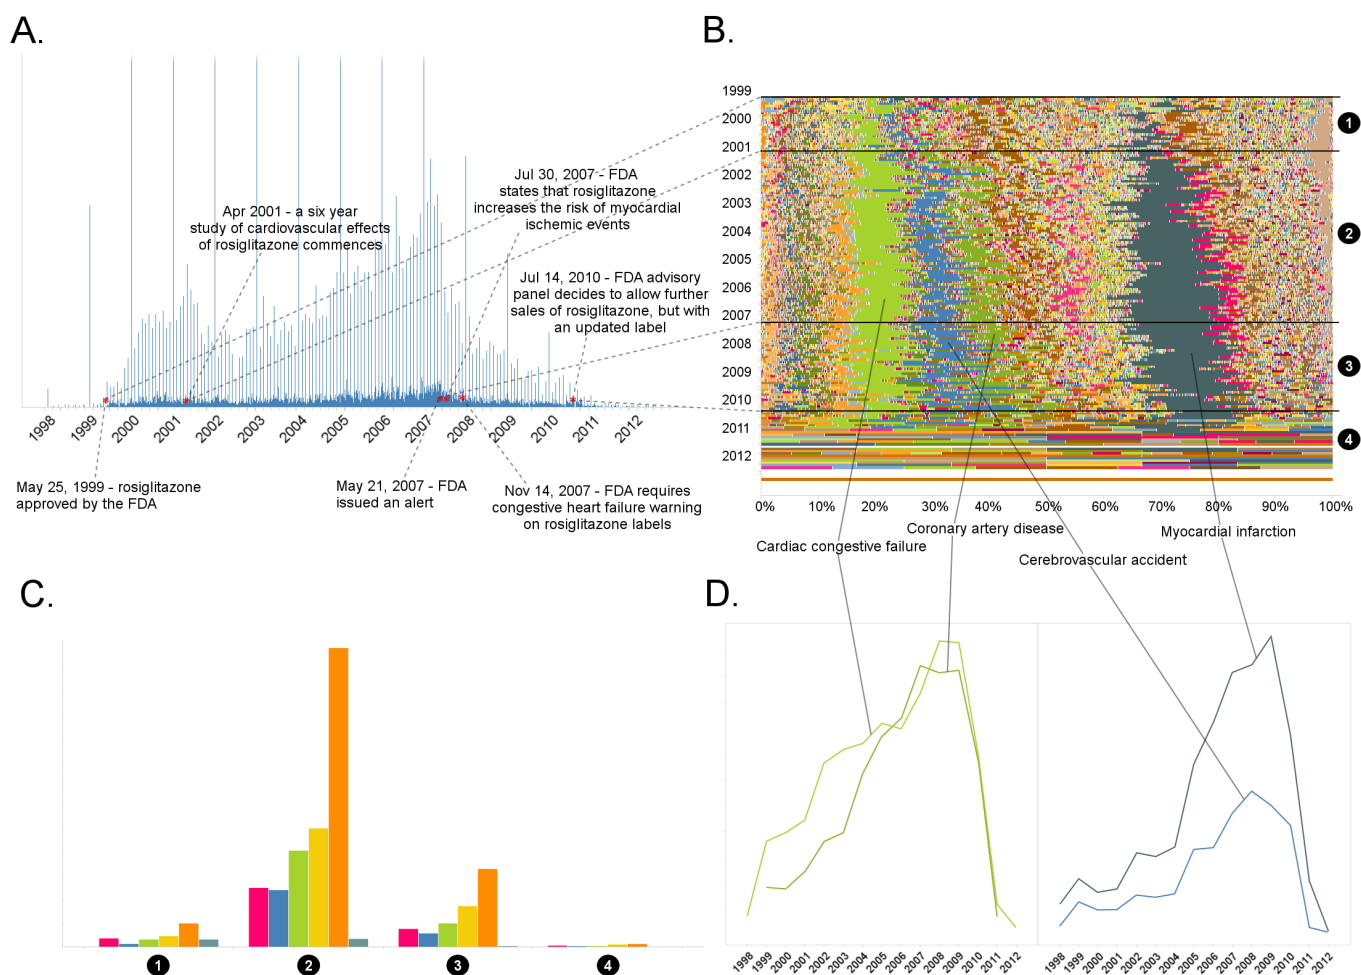 A.
B.
Jul 30, 2007 - FDA
states that rosiglitazone
increases the risk of myocardial
ischemic events
Apr 2001 - a six year
study of cardiovascular effects
of rosiglitazone commences
Jul 14, 2010 - FDA advisory
panel decides to allow further
sales of rosiglitazone, but with
an updated label
1998 1999 2000 2001 2002 2003 2004 2005 2006 2007 2008 2009 2010 2011 2012
May 25, 1999 - rosiglitazone
approved by the FDA
May 21, 2007 - FDA
issued an alert
Nov 14, 2007 - FDA requires
congestive heart failure warning
on rosiglitazone labels
1999
2000
2001
2002
2003
2004
2005
2006
2007
2008
2009
2010
2011
2012
1
2
3
4
0% 10% 20% 30% 40% 50% 60% 70% 80% 90% 100%
Cardiac congestive failure
Coronary artery disease
Cerebrovascular accident
Myocardial infarction
C.
1 2 3 4
D.
1998 1999 2000 2001 2002 2003 2004 2005 2006 2007 2008 2009 2010 2011 2012
1998 1999 2000 2001 2002 2003 2004 2005 2006 2007 2008 2009 2010 2011 2012